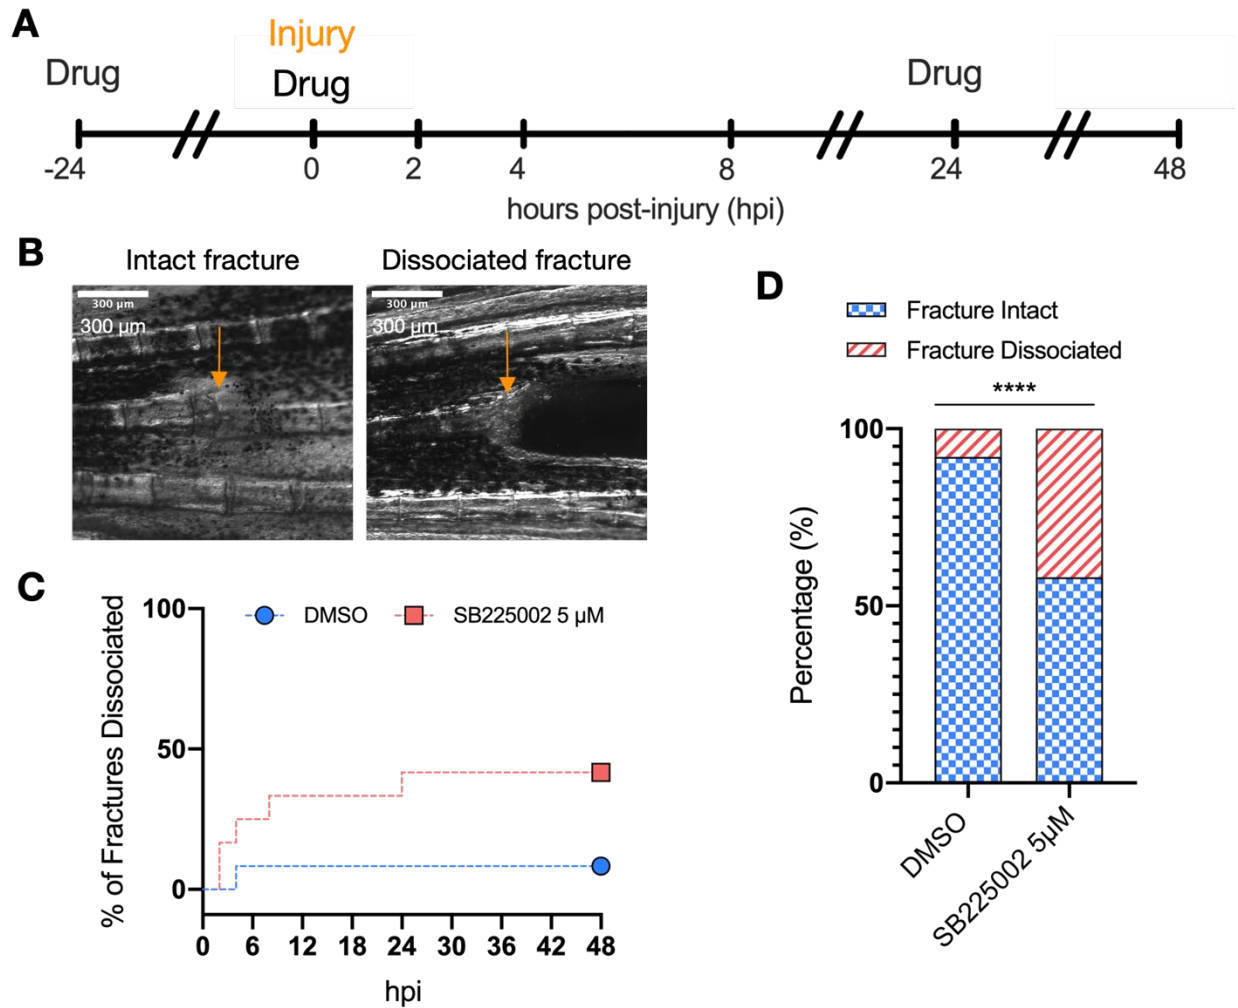 A
Injury
Drug
Drug
Drug
-24
0
2
4
8
24
48
hours post-injury (hpi)
B
Intact fracture
Dissociated fracture
300 µm
300 µm
300 µm
300 µm
C
% of Fractures Dissociated
100
50
0
DMSO
SB225002 5 µM
0 6 12 18 24 30 36 42 48
hpi
D
Fracture Intact
Fracture Dissociated
****
Percentage (%)
100
50
0
DMSO
SB225002 5µM